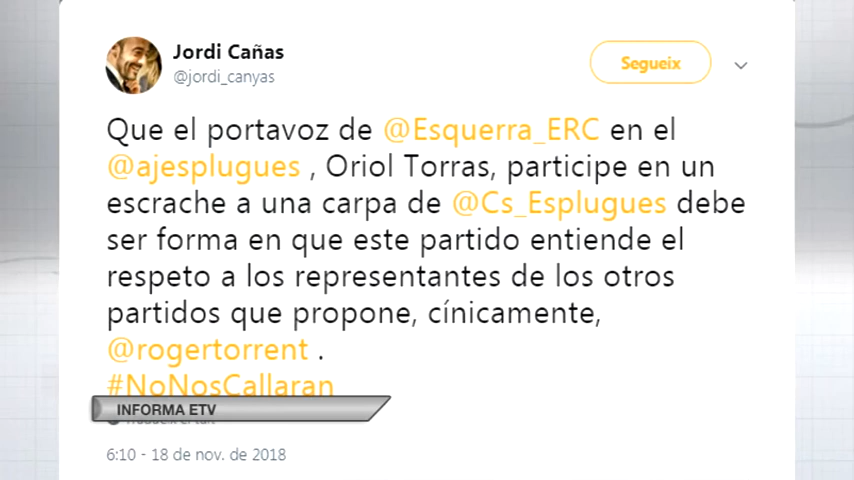 Jordi Cañas
@jordi_canyas
Segueix
Que el portavoz de @Esquerra_ERC en el
@ajesplugues , Oriol Torras, participe en un
escrache a una carpa de @Cs_Esplugues debe
ser forma en que este partido entiende el
respeto a los representantes de los otros
partidos que propone, cínicamente,
@rogertorrent .
#NoNosCallaran
INFORMA ETV
6:10 - 18 de nov. de 2018